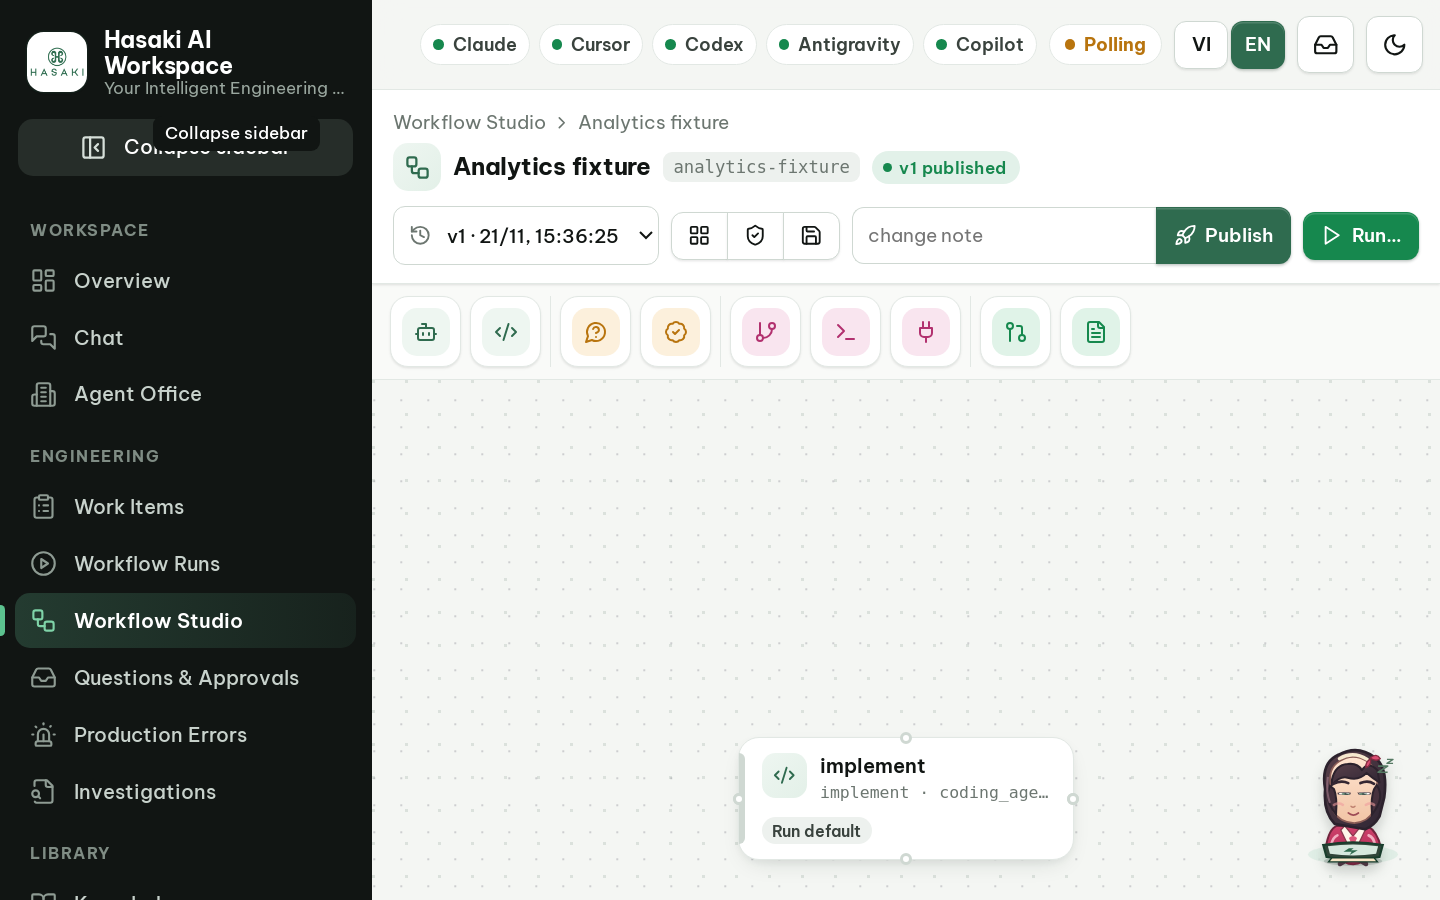 HASAKI
Hasaki AI
Workspace
Your Intelligent Engineering ...
Collapse sidebar
WORKSPACE
Overview
Chat
Agent Office
ENGINEERING
Work Items
Workflow Runs
Workflow Studio
Questions & Approvals
Production Errors
Investigations
LIBRARY
Claude
Cursor
Codex
Antigravity
Copilot
Polling
VI
EN
Workflow Studio > Analytics fixture
Analytics fixture
analytics-fixture
v1 published
v1 · 21/11, 15:36:25
change note
Publish
Run...
implement
implement · coding_age…
Run default